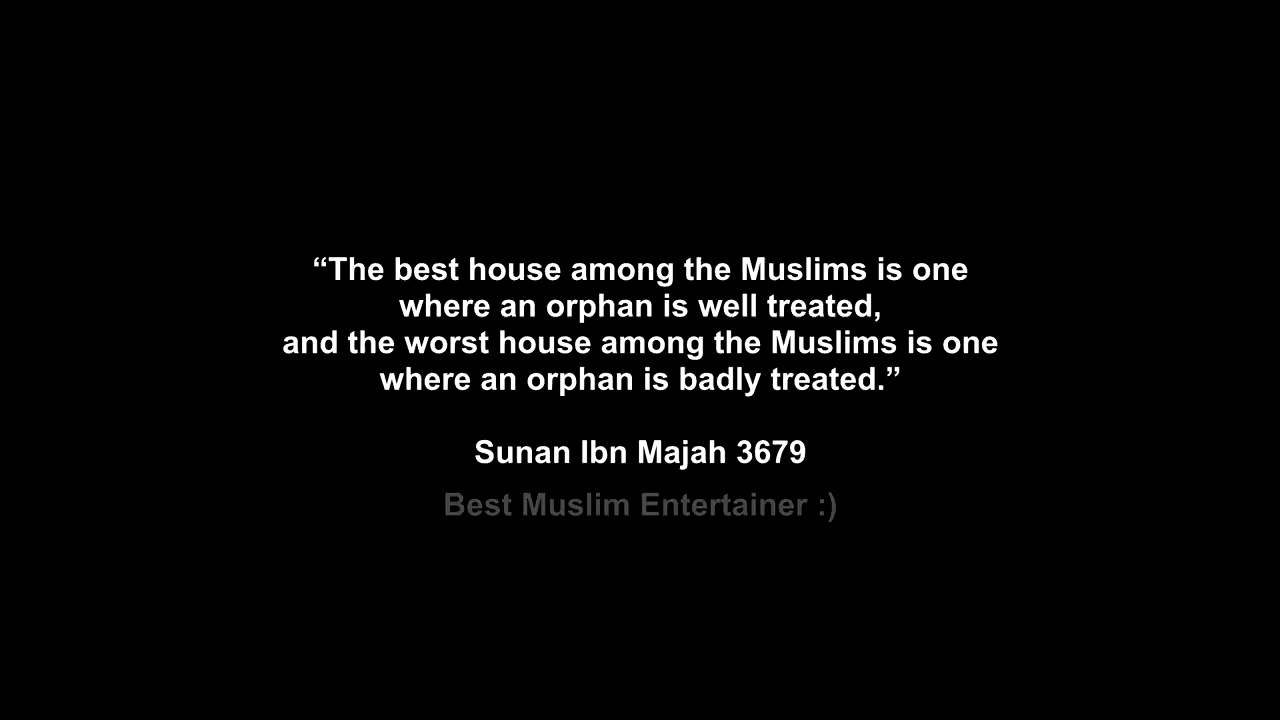 “The best house among the Muslims is one
where an orphan is well treated,
and the worst house among the Muslims is one
where an orphan is badly treated.”
Sunan Ibn Majah 3679
Best Muslim Entertainer :)